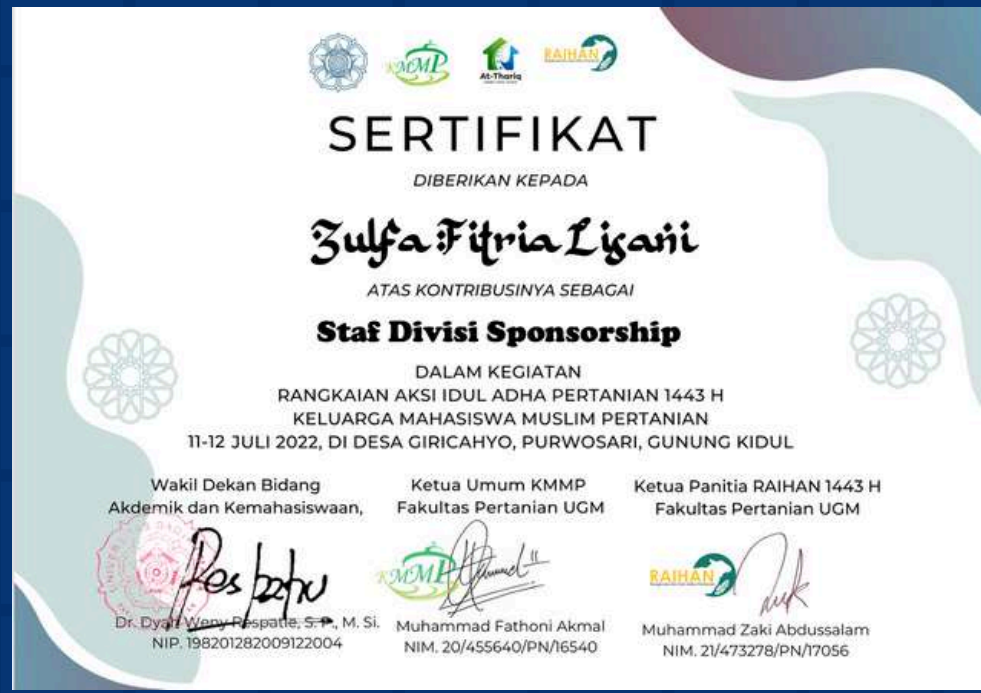 KMMP
At-Thariq
RAIHAN
SERTIFIKAT
DIBERIKAN KEPADA
Zulfa Fitria Lisani
ATAS KONTRIBUSINYA SEBAGAI
Staf Divisi Sponsorship
DALAM KEGIATAN
RANGKAIAN AKSI IDUL ADHA PERTANIAN 1443 H
KELUARGA MAHASISWA MUSLIM PERTANIAN
11-12 JULI 2022, DI DESA GIRICAHYO, PURWOSARI, GUNUNG KIDUL
Wakil Dekan Bidang
Akdemik dan Kemahasiswaan,
Dr. Dyah Weny Respatie, S. P., M. Si.
NIP. 198201282009122004
Ketua Umum KMMP
Fakultas Pertanian UGM
KMMP
Muhammad Fathoni Akmal
NIM. 20/455640/PN/16540
Ketua Panitia RAIHAN 1443 H
Fakultas Pertanian UGM
RAIHAN
Muhammad Zaki Abdussalam
NIM. 21/473278/PN/17056